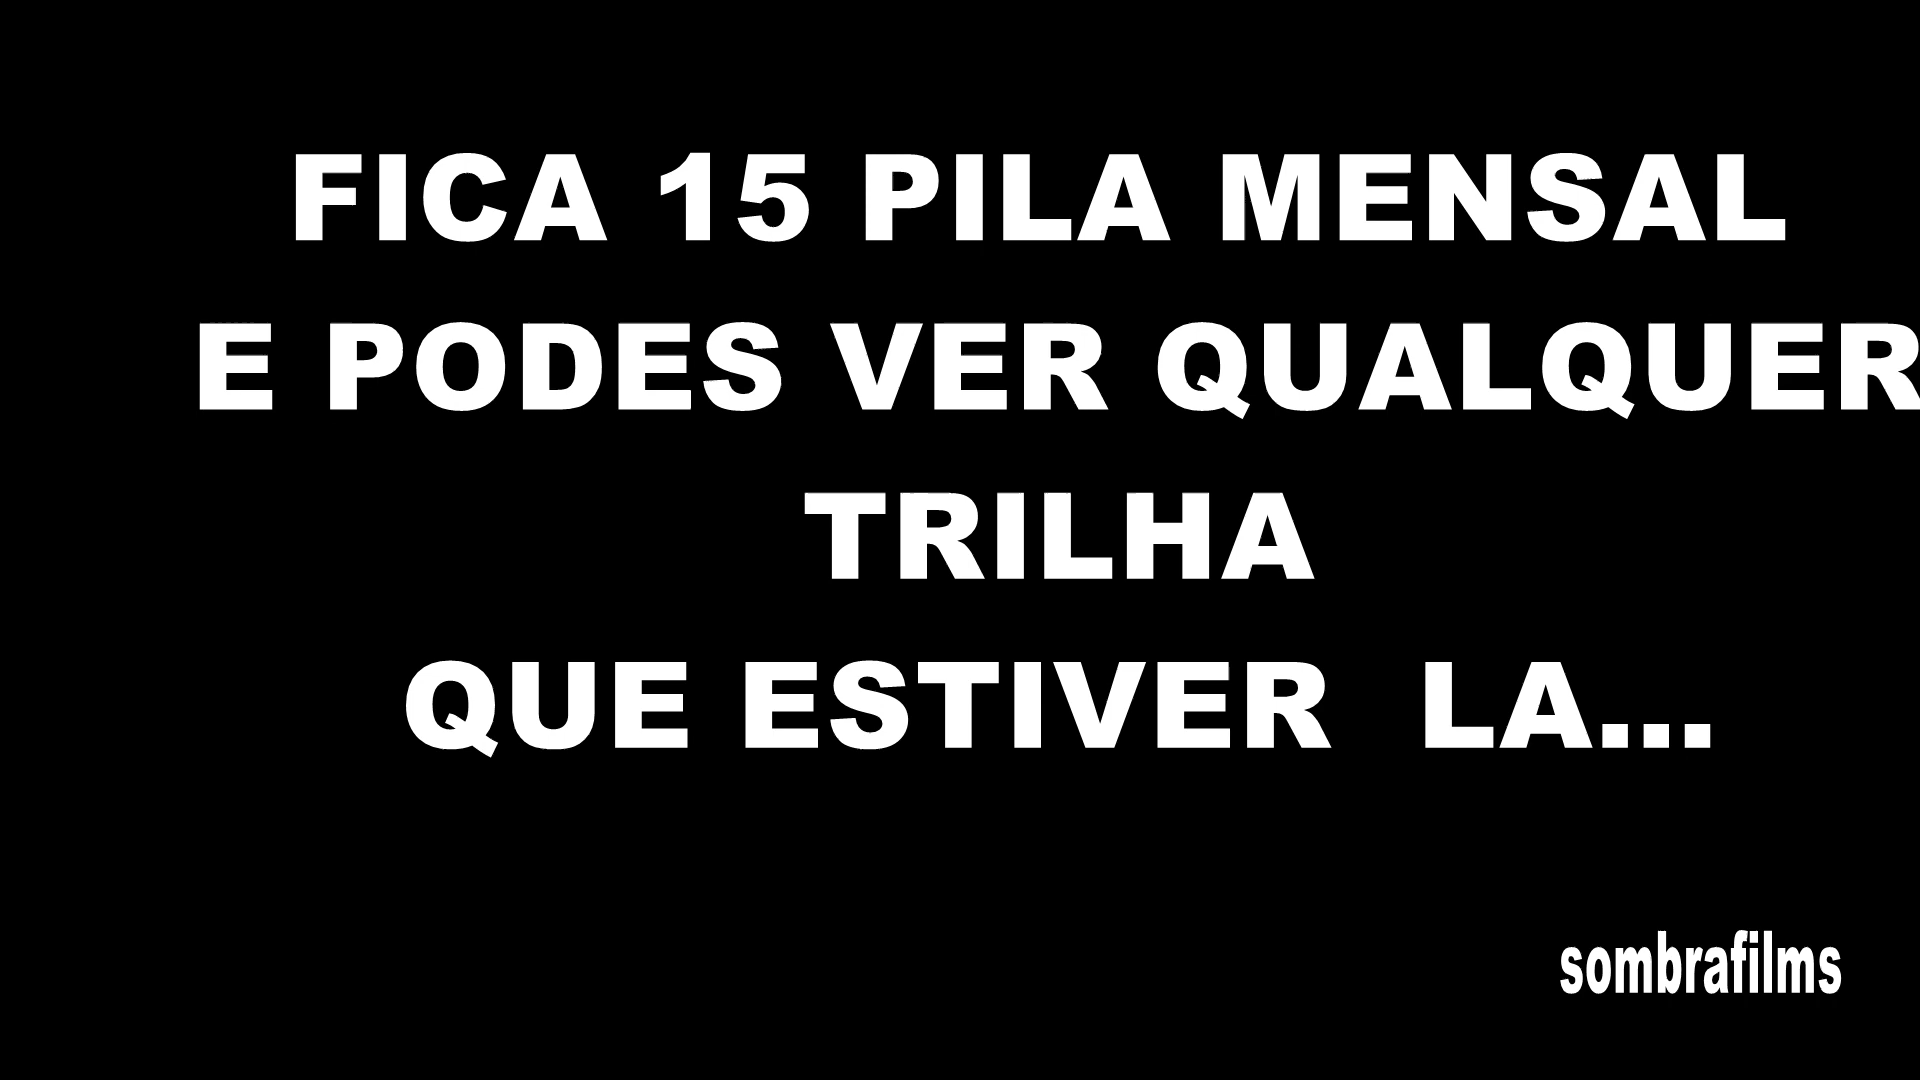 FICA 15 PILA MENSAL
E PODES VER QUALQUER
TRILHA
QUE ESTIVER  LA...
sombrafilms